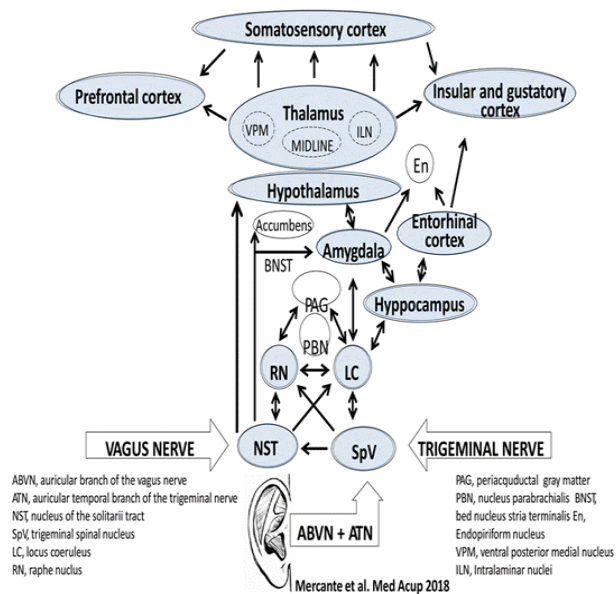 Somatosensory cortex
Prefrontal cortex
Insular and gustatory
cortex
Thalamus
VPM
MIDLINE
ILN
Hypothalamus
En
Accumbens
BNST
Amygdala
Entorhinal
cortex
PAG
Hyppocampus
PBN
RN
LC
VAGUS NERVE
NST
SpV
TRIGEMINAL NERVE
ABVN, auricular branch of the vagus nerve
ATN, auricular temporal branch of the trigeminal nerve
NST, nucleus of the solitarii tract
SpV, trigeminal spinal nucleus
LC, locus coeruleus
RN, raphe nuclus
ABVN + ATN
PAG, periacquductal gray matter
PBN, nucleus parabrachialis BNST,
bed nucleus stria terminalis En,
Endopiriform nucleus
VPM, ventral posterior medial nucleus
ILN, Intralaminar nuclei
Mercante et al. Med Acup 2018